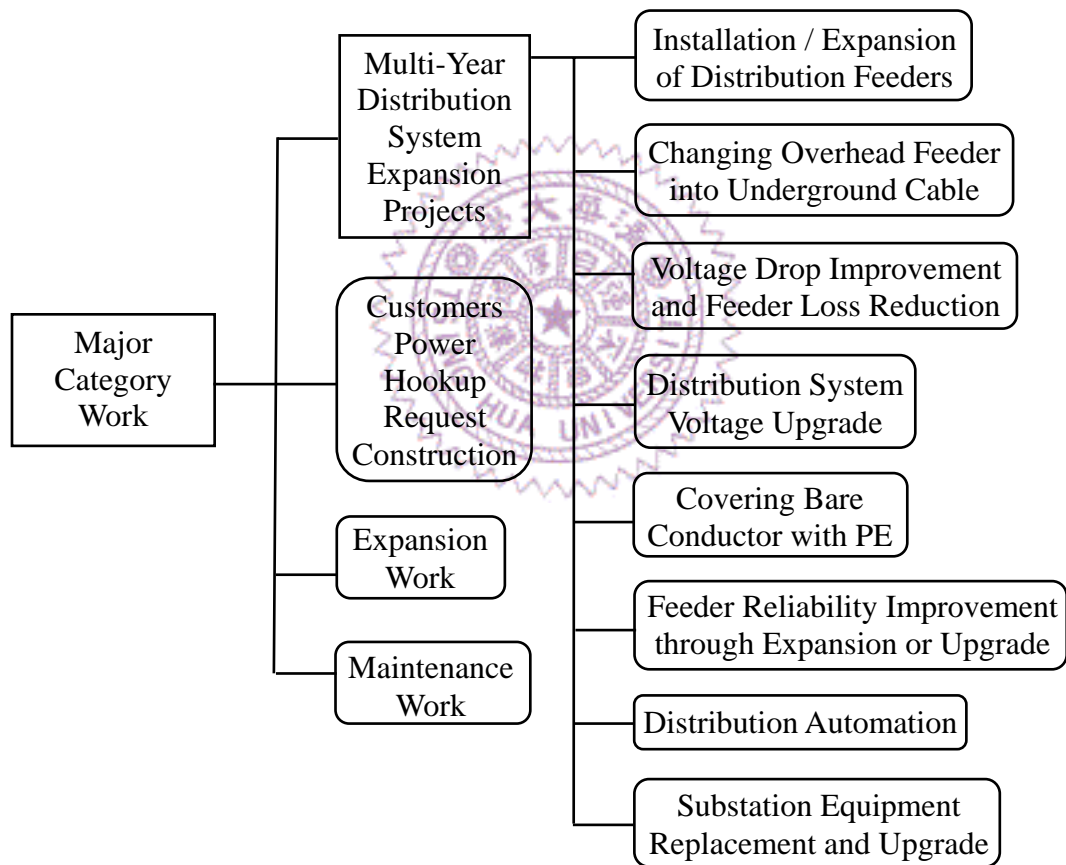 Major
Category
Work
Multi-Year
Distribution
System
Expansion
Projects
Customers
Power
Hookup
Request
Construction
Expansion
Work
Maintenance
Work
Installation / Expansion
of Distribution Feeders
Changing Overhead Feeder
into Underground Cable
Voltage Drop Improvement
and Feeder Loss Reduction
Distribution System
Voltage Upgrade
Covering Bare
Conductor with PE
Feeder Reliability Improvement
through Expansion or Upgrade
Distribution Automation
Substation Equipment
Replacement and Upgrade